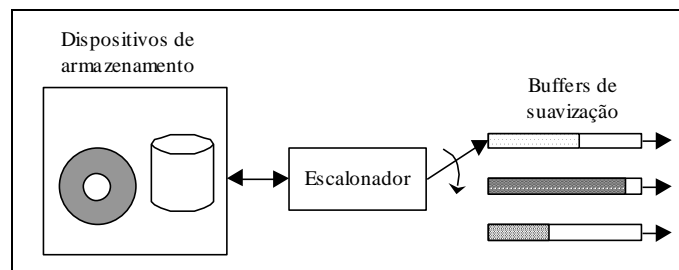 Dispositivos de
armazenamento
Buffers de
suavização
Escalonador